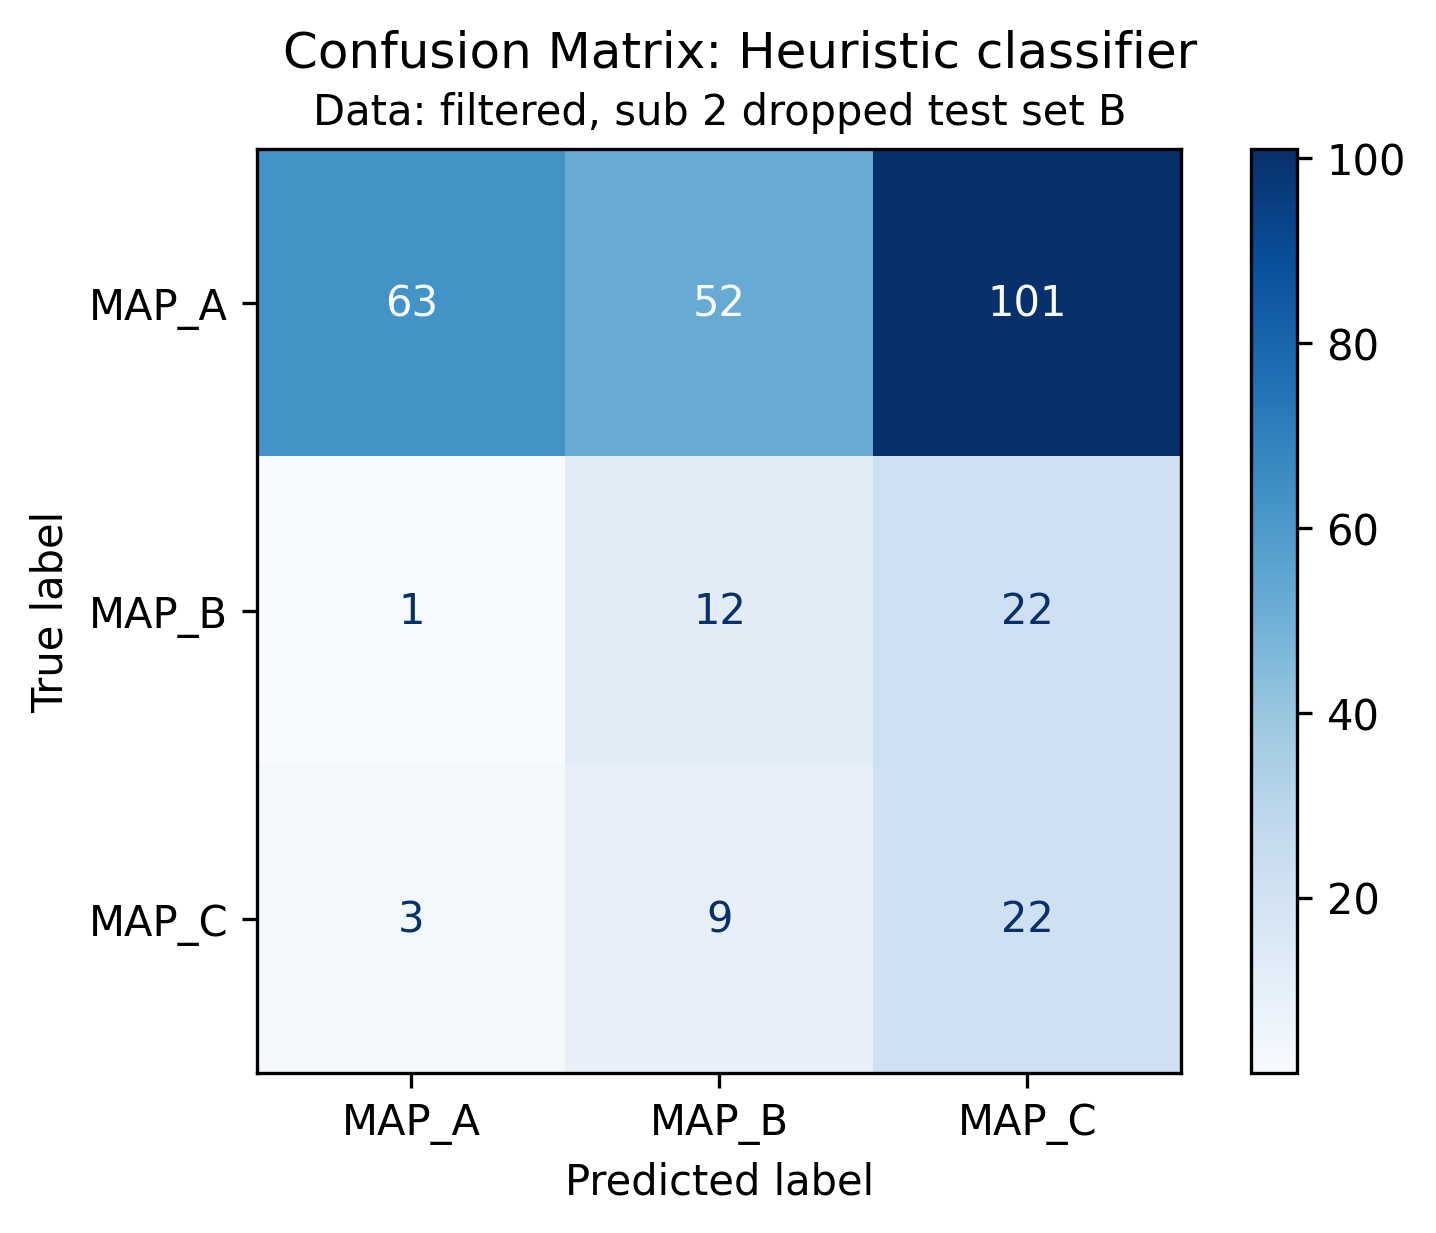 Confusion Matrix: Heuristic classifier
Data: filtered, sub 2 dropped test set B
True label
MAP_A
63 52 101
MAP_B
1 12 22
MAP_C
3 9 22
MAP_A MAP_B MAP_C
Predicted label
100
80
60
40
20